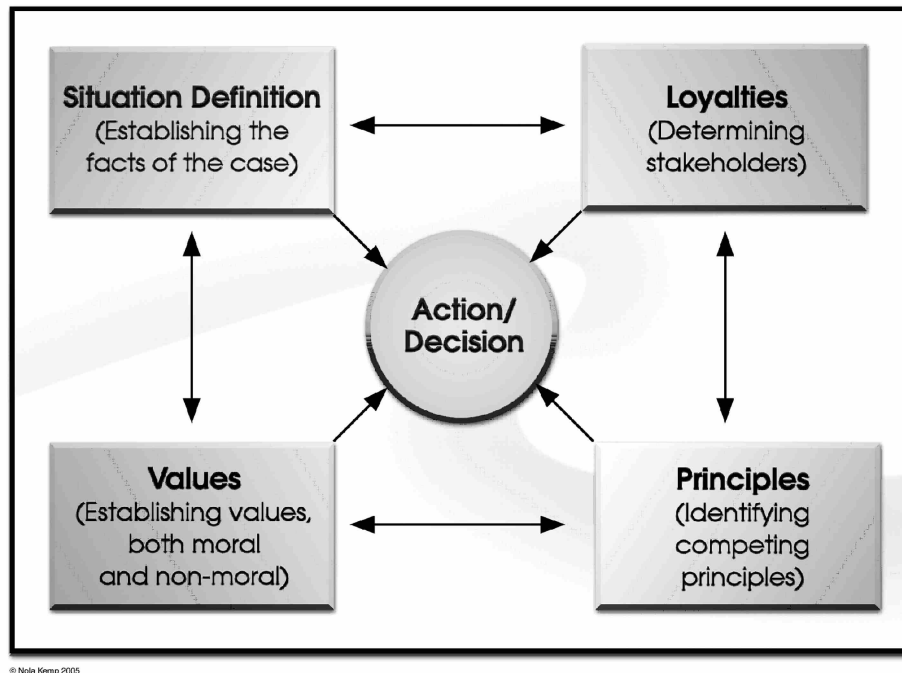 Situation Definition
(Establishing the
facts of the case)
Loyalties
(Determining
stakeholders)
Action/
Decision
Values
(Establishing values,
both moral
and non-moral)
Principles
(Identifying
competing
principles)
© Nola Kemp 2005